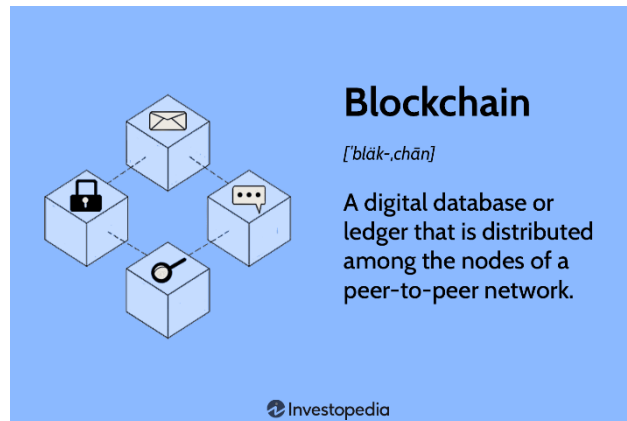 Blockchain
['bläk-,chān]
A digital database or
ledger that is distributed
among the nodes of a
peer-to-peer network.
Investopedia